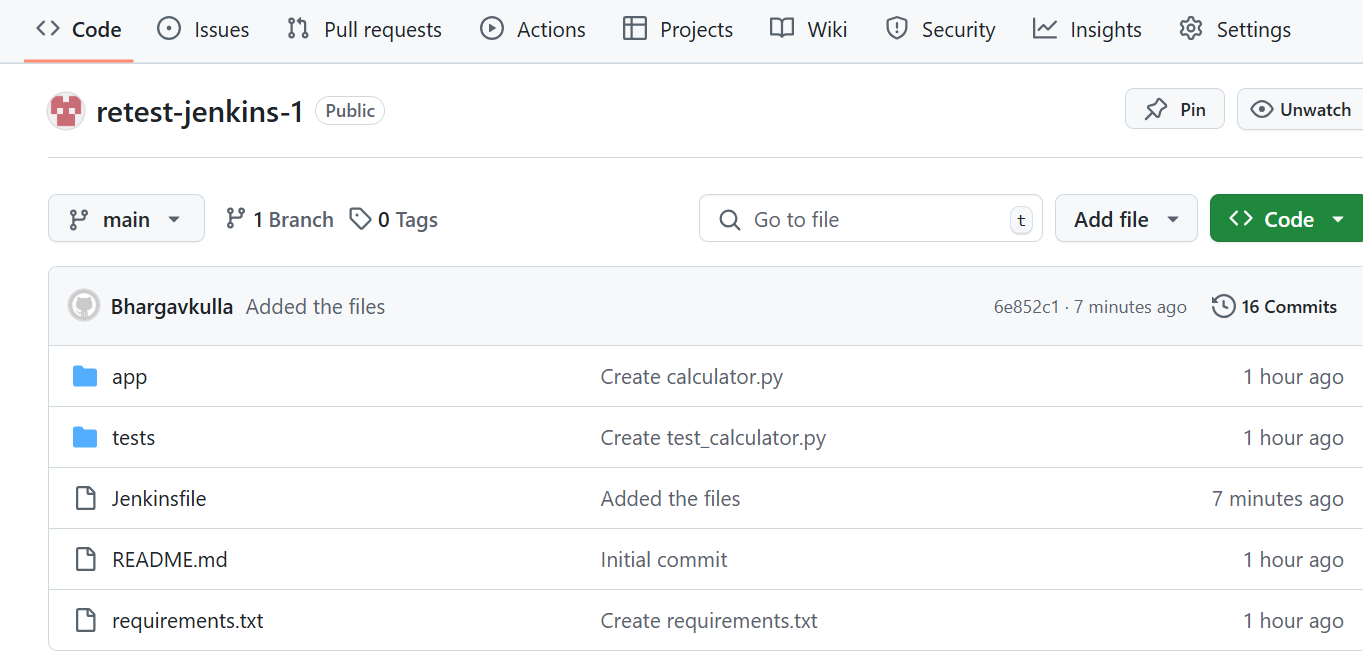 Code Issues Pull requests Actions Projects Wiki Security Insights Settings
retest-jenkins-1 Public Pin Unwatch
main 1 Branch 0 Tags Go to file t Add file Code
Bhargavkulla Added the files 6e852c1 · 7 minutes ago 16 Commits
app Create calculator.py 1 hour ago
tests Create test_calculator.py 1 hour ago
Jenkinsfile Added the files 7 minutes ago
README.md Initial commit 1 hour ago
requirements.txt Create requirements.txt 1 hour ago